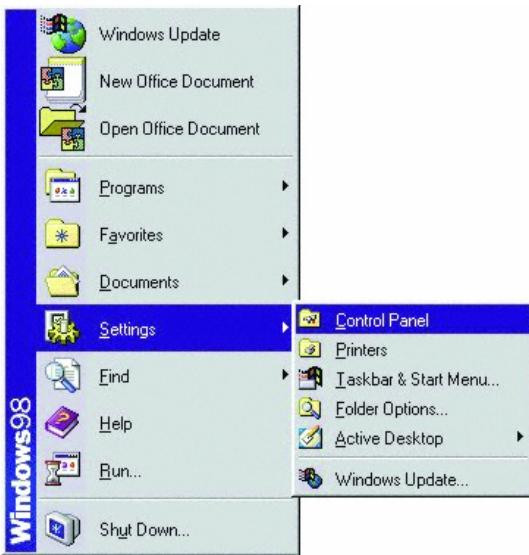 Windows Update
New Office Document
Open Office Document
Programs
Favorites
Documents
Settings
Find
Help
Run...
Shut Down...
Windows98
Control Panel
Printers
Taskbar & Start Menu...
Folder Options...
Active Desktop
Windows Update...